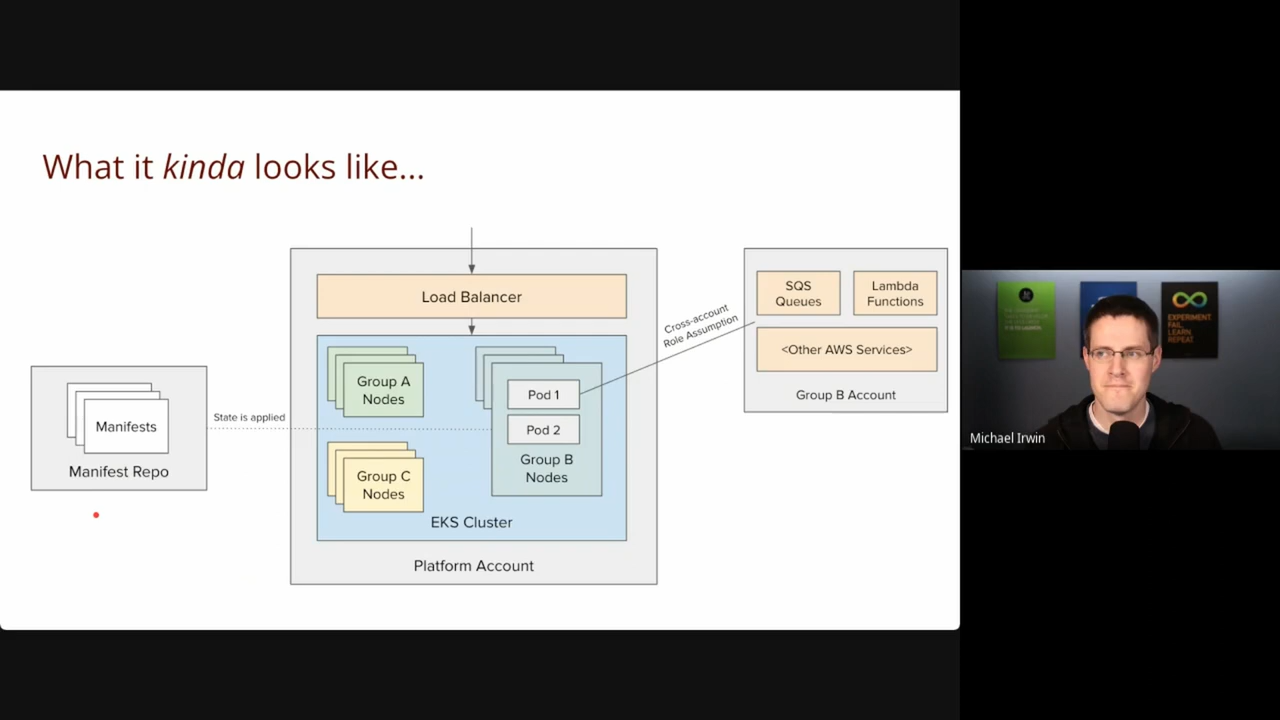 What it kinda looks like...
Load Balancer
Group A
Nodes
Group C
Nodes
Pod 1
Pod 2
Group B
Nodes
EKS Cluster
Platform Account
Manifests
Manifest Repo
State is applied
Cross-account
Role Assumption
SQS
Queues
Lambda
Functions
<Other AWS Services>
Group B Account
EXPERIMENT.
FAIL.
LEARN.
REPEAT.
Michael Irwin